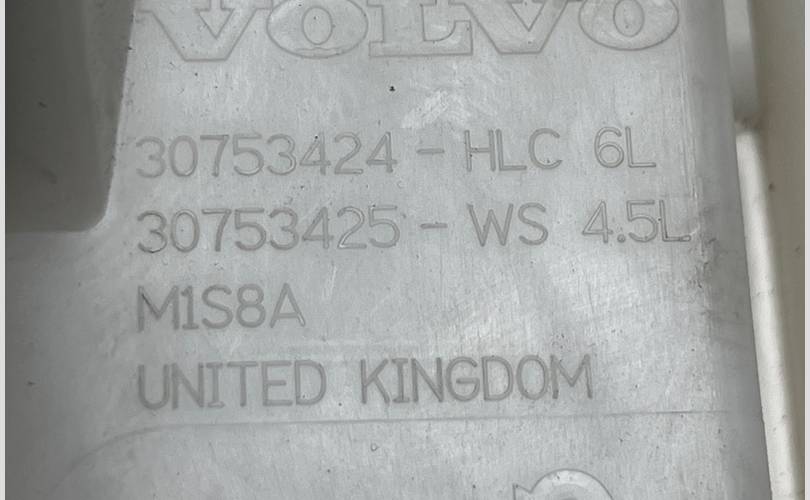 VOLVO
30753424 - HLC 6L
30753425 - WS 4.5L
M1S8A
UNITED KINGDOM